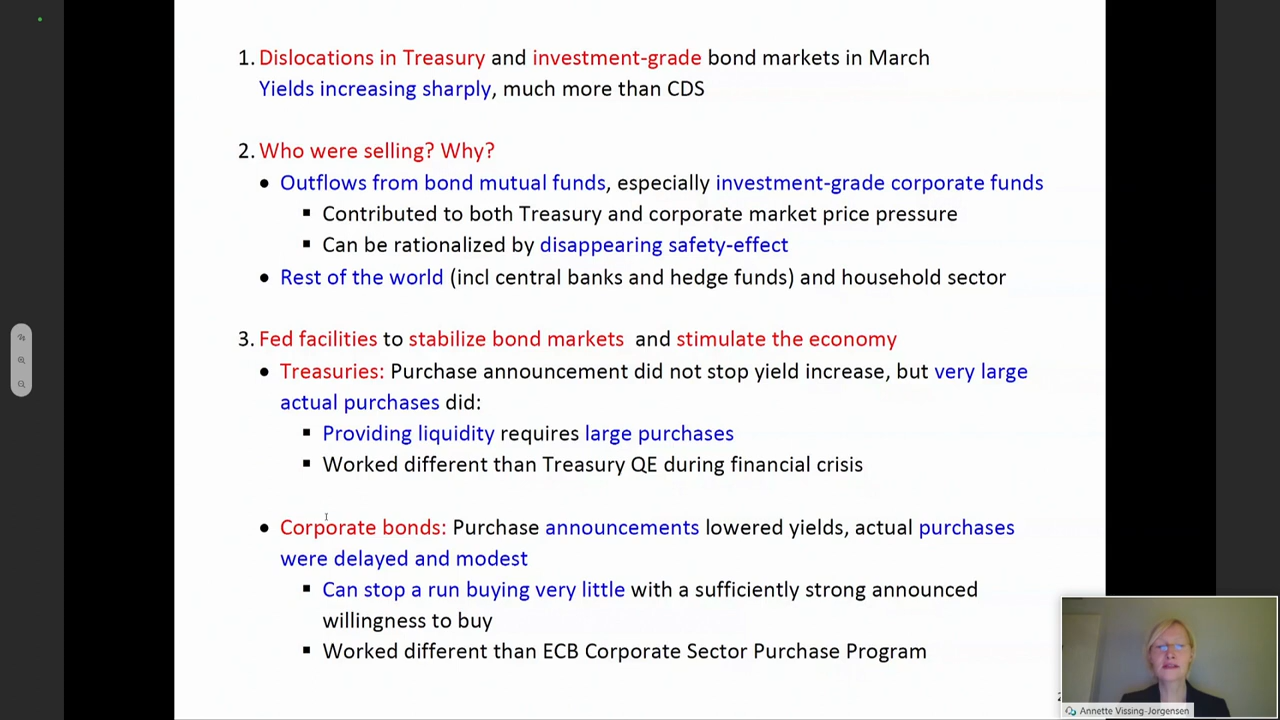 1. Dislocations in Treasury and investment-grade bond markets in March
Yields increasing sharply, much more than CDS
2. Who were selling? Why?
• Outflows from bond mutual funds, especially investment-grade corporate funds
▪ Contributed to both Treasury and corporate market price pressure
▪ Can be rationalized by disappearing safety-effect
• Rest of the world (incl central banks and hedge funds) and household sector
3. Fed facilities to stabilize bond markets and stimulate the economy
• Treasuries: Purchase announcement did not stop yield increase, but very large
actual purchases did:
▪ Providing liquidity requires large purchases
▪ Worked different than Treasury QE during financial crisis
• Corporate bonds: Purchase announcements lowered yields, actual purchases
were delayed and modest
▪ Can stop a run buying very little with a sufficiently strong announced
willingness to buy
▪ Worked different than ECB Corporate Sector Purchase Program
Annette Vissing-Jorgensen